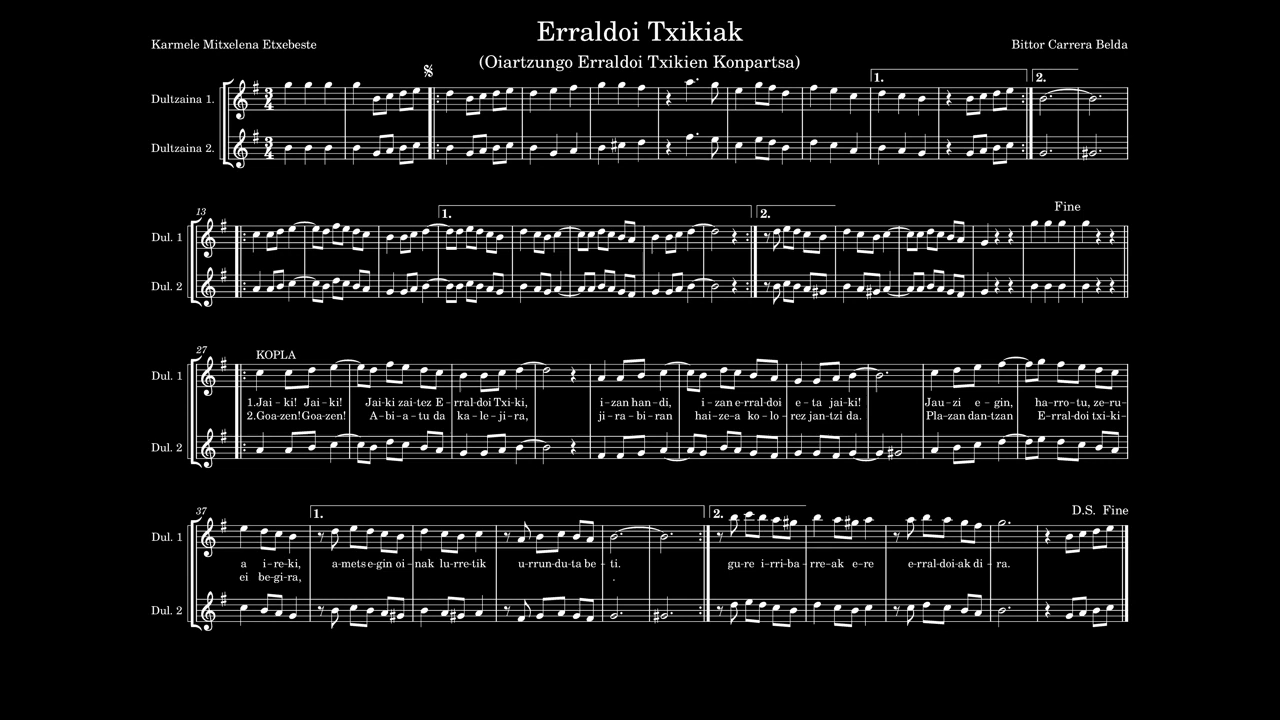 Erraldoi Txikiak
Karmele Mitxelena Etxebeste
Bittor Carrera Belda
(Oiartzungo Erraldoi Txikien Konpartsa)
1.
2.
Dultzaina 1.
3
4
Dultzaina 2.
3
4
13
Fine
1.
2.
Dul. 1
Dul. 2
27
KOPLA
Dul. 1
1.Jai-ki! Jai-ki! Jai-ki zai-tez E-rral-doi Txi-ki, i-zan han-di, i-zan e-rral-doi e-ta jai-ki! Jau-zi e-gin, ha-rro-tu, ze-ru-
2.Goa-zen! Goa-zen! A-bi-a-tu da ka-le-ji-ra, ji-ra-bi-ran hai-ze-a ko-lo-rez jan-tzi da. Pla-zan dan-tzan E-rral-doi txi-ki-
Dul. 2
37
1.
2.
D.S. Fine
Dul. 1
a i-re-ki, a-mets e-gin oi-nak lu-rre-tik u-rrun-du-ta be-ti. gu-re i-rri-ba-rre-ak e-re e-rral-doi-ak di-ra.
ei be-gi-ra, .
Dul. 2